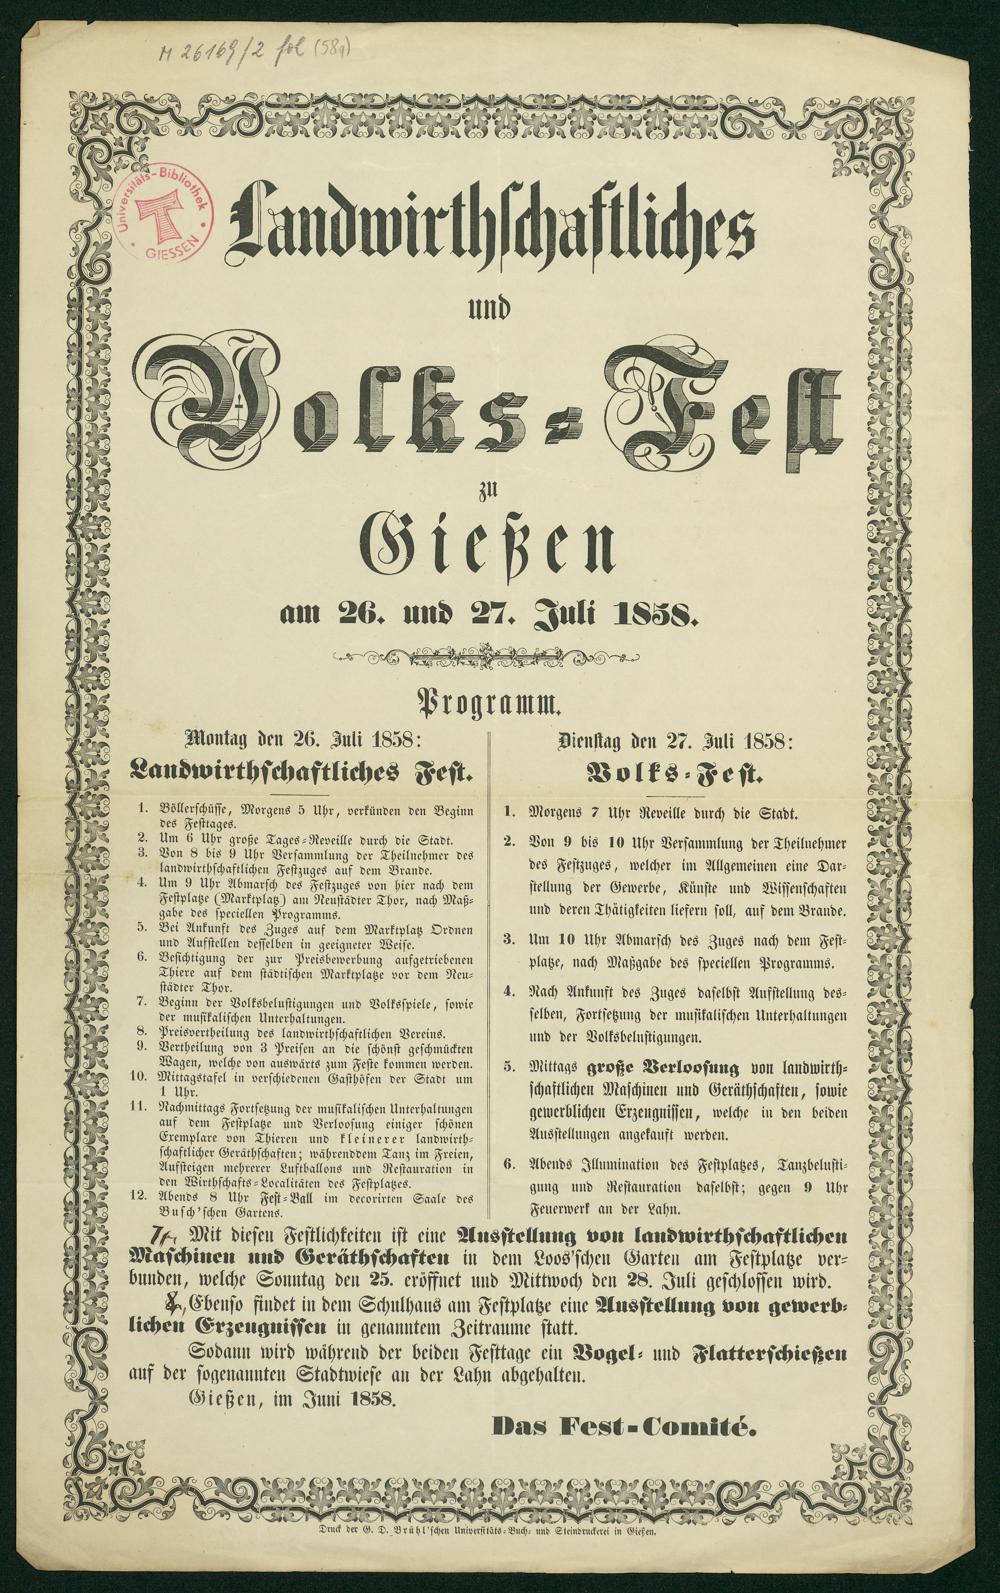 M 26169/2 fol (58a)
Universitäts-Bibliothek
GIESSEN
Landwirthschaftliches
und
Volks-Fest
zu
Gießen
am 26. und 27. Juli 1858.
Programm.
Montag den 26. Juli 1858:
Landwirthschaftliches Fest.
1. Böllerschüsse, Morgens 5 Uhr, verkünden den Beginn
des Festtages.
2. Um 6 Uhr große Tages-Reveille durch die Stadt.
3. Von 8 bis 9 Uhr Versammlung der Theilnehmer des
landwirthschaftlichen Festzuges auf dem Brande.
4. Um 9 Uhr Abmarsch des Festzuges von hier nach dem
Festplatze (Marktplatz) am Neustädter Thor, nach Maß-
gabe des speciellen Programms.
5. Bei Ankunft des Zuges auf dem Marktplatz Ordnen
und Aufstellen desselben in geeigneter Weise.
6. Besichtigung der zur Preisbewerbung aufgetriebenen
Thiere auf dem städtischen Marktplatze vor dem Neu-
städter Thor.
7. Beginn der Volksbelustigungen und Volksspiele, sowie
der musikalischen Unterhaltungen.
8. Preisvertheilung des landwirthschaftlichen Vereins.
9. Vertheilung von 3 Preisen an die schönst geschmückten
Wagen, welche von auswärts zum Feste kommen werden.
10. Mittagstafel in verschiedenen Gasthöfen der Stadt um
1 Uhr.
11. Nachmittags Fortsetzung der musikalischen Unterhaltungen
auf dem Festplatze und Verloosung einiger schönen
Exemplare von Thieren und kleinerer landwirth-
schaftlicher Geräthschaften; währenddem Tanz im Freien,
Aufsteigen mehrerer Luftballons und Restauration in
den Wirthschafts-Localitäten des Festplatzes.
12. Abends 8 Uhr Fest-Ball im decorirten Saale des
Busch'schen Gartens.
Dienstag den 27. Juli 1858:
Volks-Fest.
1. Morgens 7 Uhr Reveille durch die Stadt.
2. Von 9 bis 10 Uhr Versammlung der Theilnehmer
des Festzuges, welcher im Allgemeinen eine Dar-
stellung der Gewerbe, Künste und Wissenschaften
und deren Thätigkeiten liefern soll, auf dem Brande.
3. Um 10 Uhr Abmarsch des Zuges nach dem Fest-
platze, nach Maßgabe des speciellen Programms.
4. Nach Ankunft des Zuges daselbst Aufstellung des-
selben, Fortsetzung der musikalischen Unterhaltungen
und der Volksbelustigungen.
5. Mittags große Verloosung von landwirth-
schaftlichen Maschinen und Geräthschaften, sowie
gewerblichen Erzeugnissen, welche in den beiden
Ausstellungen angekauft werden.
6. Abends Illumination des Festplatzes, Tanzbelusti-
gung und Restauration daselbst; gegen 9 Uhr
Feuerwerk an der Lahn.
7, Mit diesen Festlichkeiten ist eine Ausstellung von landwirthschaftlichen
Maschinen und Geräthschaften in dem Loos'schen Garten am Festplatze ver-
bunden, welche Sonntag den 25. eröffnet und Mittwoch den 28. Juli geschlossen wird.
8, Ebenso findet in dem Schulhaus am Festplatze eine Ausstellung von gewerb-
lichen Erzeugnissen in genanntem Zeitraume statt.
Sodann wird während der beiden Festtage ein Vogel- und Flatterschießen
auf der sogenannten Stadtwiese an der Lahn abgehalten.
Gießen, im Juni 1858.
Das Fest-Comité.
Druck der G. D. Brühl'schen Universitäts-Buch- und Steindruckerei in Gießen.